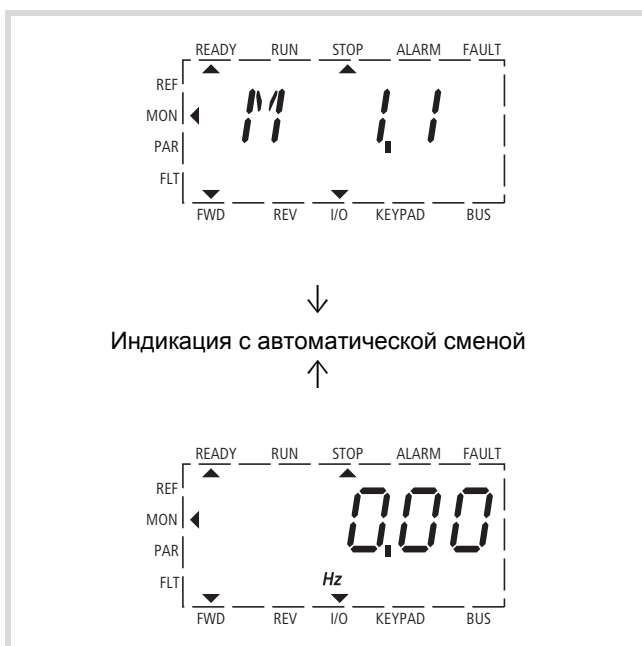 READY RUN STOP ALARM FAULT
REF
MON M 1.1
PAR
FLT
FWD REV I/O KEYPAD BUS
Индикация с автоматической сменой
READY RUN STOP ALARM FAULT
REF
MON 0.00
PAR
FLT Hz
FWD REV I/O KEYPAD BUS